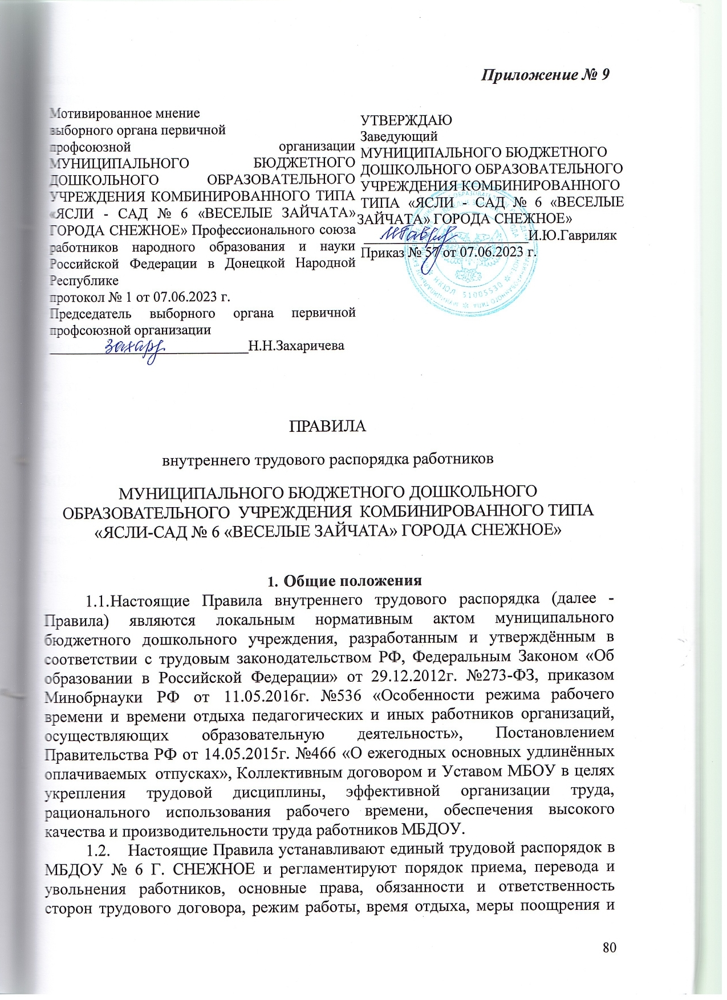 Приложение № 9
Мотивированное мнение
выборного органа первичной
профсоюзной организации
МУНИЦИПАЛЬНОГО БЮДЖЕТНОГО
ДОШКОЛЬНОГО ОБРАЗОВАТЕЛЬНОГО
УЧРЕЖДЕНИЯ КОМБИНИРОВАННОГО ТИПА
«ЯСЛИ - САД № 6 «ВЕСЕЛЫЕ ЗАЙЧАТА»
ГОРОДА СНЕЖНОЕ» Профессионального союза
работников народного образования и науки
Российской Федерации в Донецкой Народной
Республике
протокол № 1 от 07.06.2023 г.
Председатель выборного органа первичной
профсоюзной организации
Н.Н.Захаричева
УТВЕРЖДАЮ
Заведующий
МУНИЦИПАЛЬНОГО БЮДЖЕТНОГО
ДОШКОЛЬНОГО ОБРАЗОВАТЕЛЬНОГО
УЧРЕЖДЕНИЯ КОМБИНИРОВАННОГО
ТИПА «ЯСЛИ - САД № 6 «ВЕСЕЛЫЕ
ЗАЙЧАТА» ГОРОДА СНЕЖНОЕ»
И.Ю.Гавриляк
Приказ № 57 от 07.06.2023 г.
ИКЮЛ 51005530
ПРАВИЛА
внутреннего трудового распорядка работников
МУНИЦИПАЛЬНОГО БЮДЖЕТНОГО ДОШКОЛЬНОГО
ОБРАЗОВАТЕЛЬНОГО УЧРЕЖДЕНИЯ КОМБИНИРОВАННОГО ТИПА
«ЯСЛИ-САД № 6 «ВЕСЕЛЫЕ ЗАЙЧАТА» ГОРОДА СНЕЖНОЕ»
1. Общие положения
1.1.Настоящие Правила внутреннего трудового распорядка (далее -
Правила) являются локальным нормативным актом муниципального
бюджетного дошкольного учреждения, разработанным и утверждённым в
соответствии с трудовым законодательством РФ, Федеральным Законом «Об
образовании в Российской Федерации» от 29.12.2012г. №273-ФЗ, приказом
Минобрнауки РФ от 11.05.2016г. №536 «Особенности режима рабочего
времени и времени отдыха педагогических и иных работников организаций,
осуществляющих образовательную деятельность», Постановлением
Правительства РФ от 14.05.2015г. №466 «О ежегодных основных удлинённых
оплачиваемых отпусках», Коллективным договором и Уставом МБОУ в целях
укрепления трудовой дисциплины, эффективной организации труда,
рационального использования рабочего времени, обеспечения высокого
качества и производительности труда работников МБДОУ.
1.2. Настоящие Правила устанавливают единый трудовой распорядок в
МБДОУ № 6 Г. СНЕЖНОЕ и регламентируют порядок приема, перевода и
увольнения работников, основные права, обязанности и ответственность
сторон трудового договора, режим работы, время отдыха, меры поощрения и
80